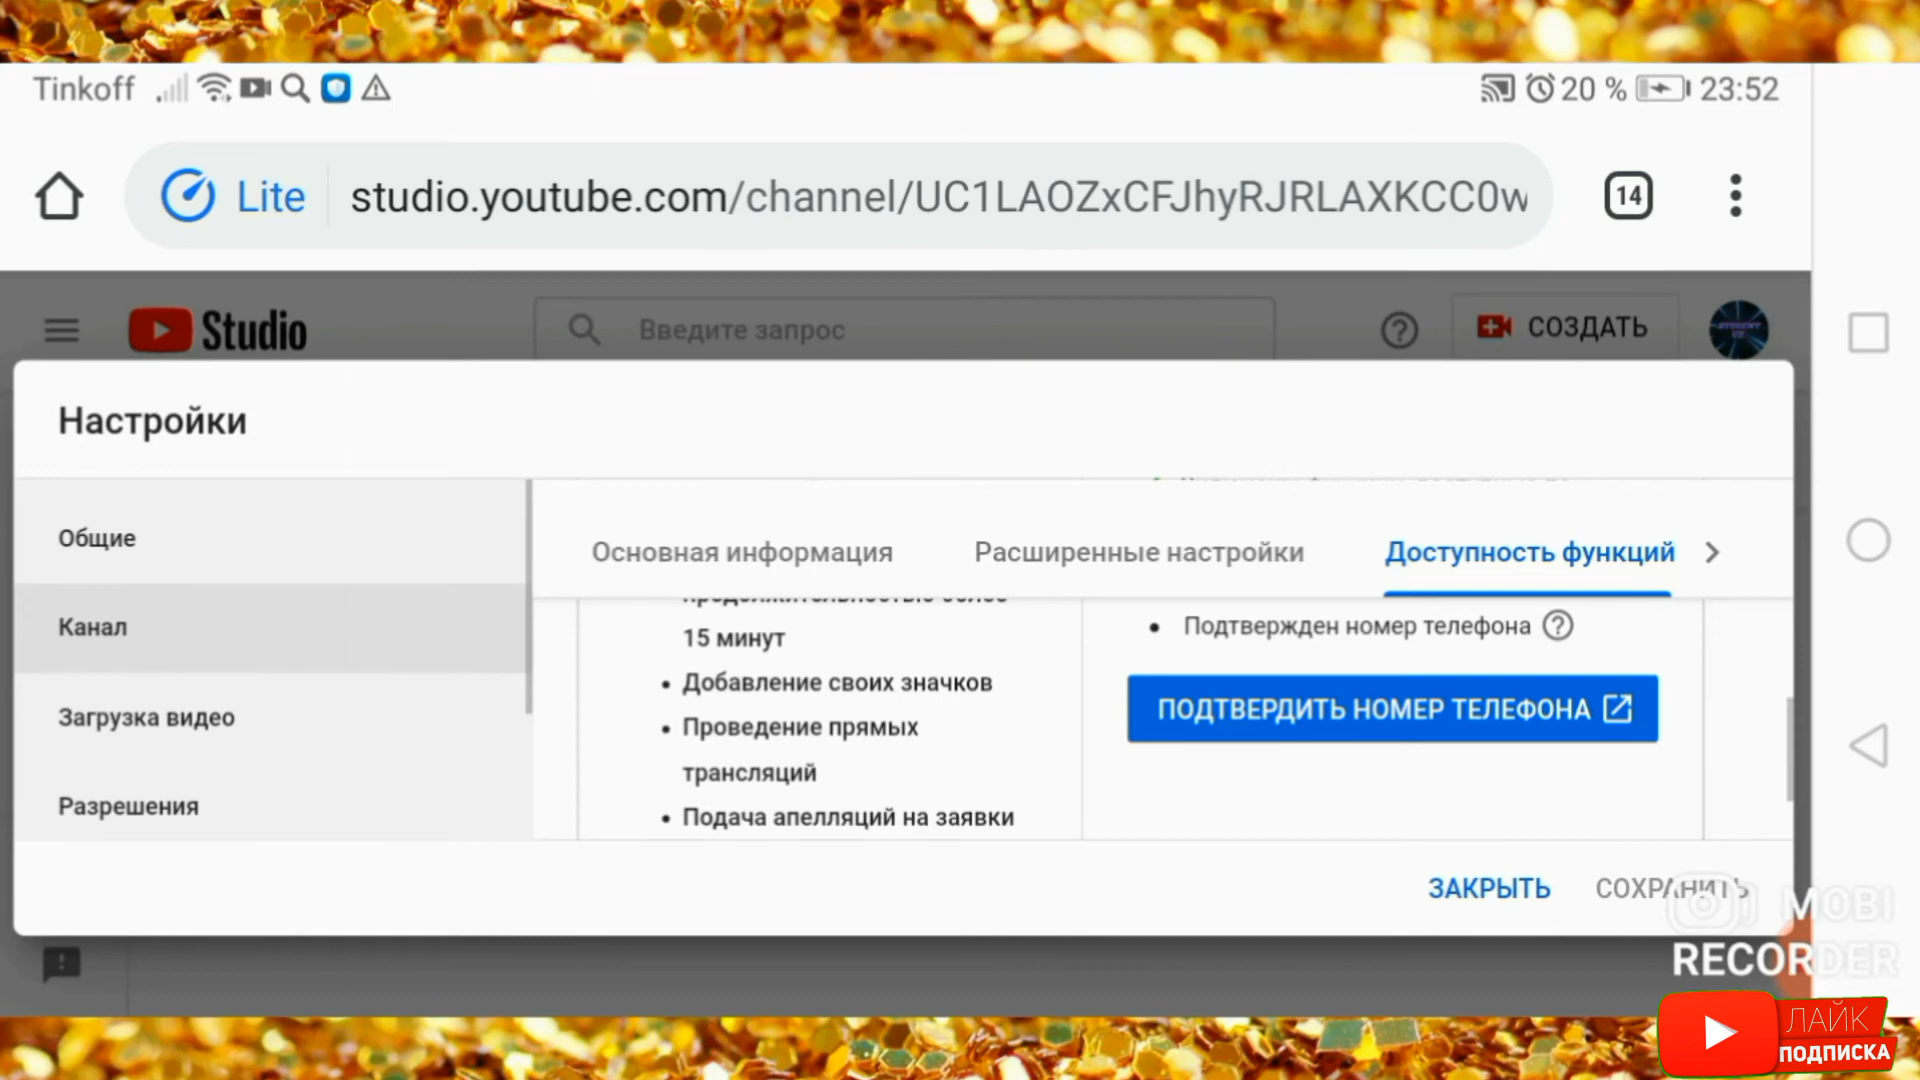 Tinkoff
20 %
23:52
Lite
studio.youtube.com/channel/UC1LAOZxCFJhyRJRLAXKCC0w
14
Studio
Введите запрос
СОЗДАТЬ
Настройки
Общие
Канал
Загрузка видео
Разрешения
Основная информация
Расширенные настройки
Доступность функций
15 минут
• Добавление своих значков
• Проведение прямых
трансляций
• Подача апелляций на заявки
• Подтвержден номер телефона
ПОДТВЕРДИТЬ НОМЕР ТЕЛЕФОНА
ЗАКРЫТЬ
СОХРАНИТЬ
MOBI
RECORDER
ЛАЙК
ПОДПИСКА